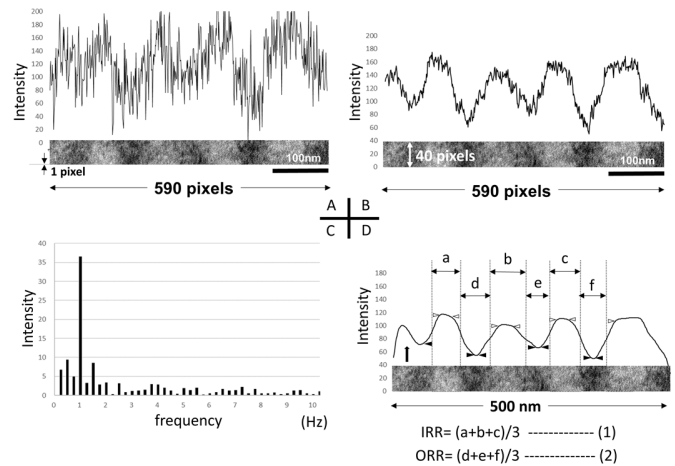 200
180
160
140
120
100
80
60
40
20
0
Intensity
100nm
1 pixel
590 pixels
200
180
160
140
120
100
80
60
40
20
0
Intensity
40 pixels
100nm
590 pixels
A B
C D
40
35
30
25
20
15
10
5
0
Intensity
0 1 2 3 4 5 6 7 8 9 10
frequency (Hz)
a b c
d e f
180
160
140
120
100
80
60
40
20
0
Intensity
500 nm
IRR= (a+b+c)/3 ------------- (1)
ORR= (d+e+f)/3 ------------- (2)